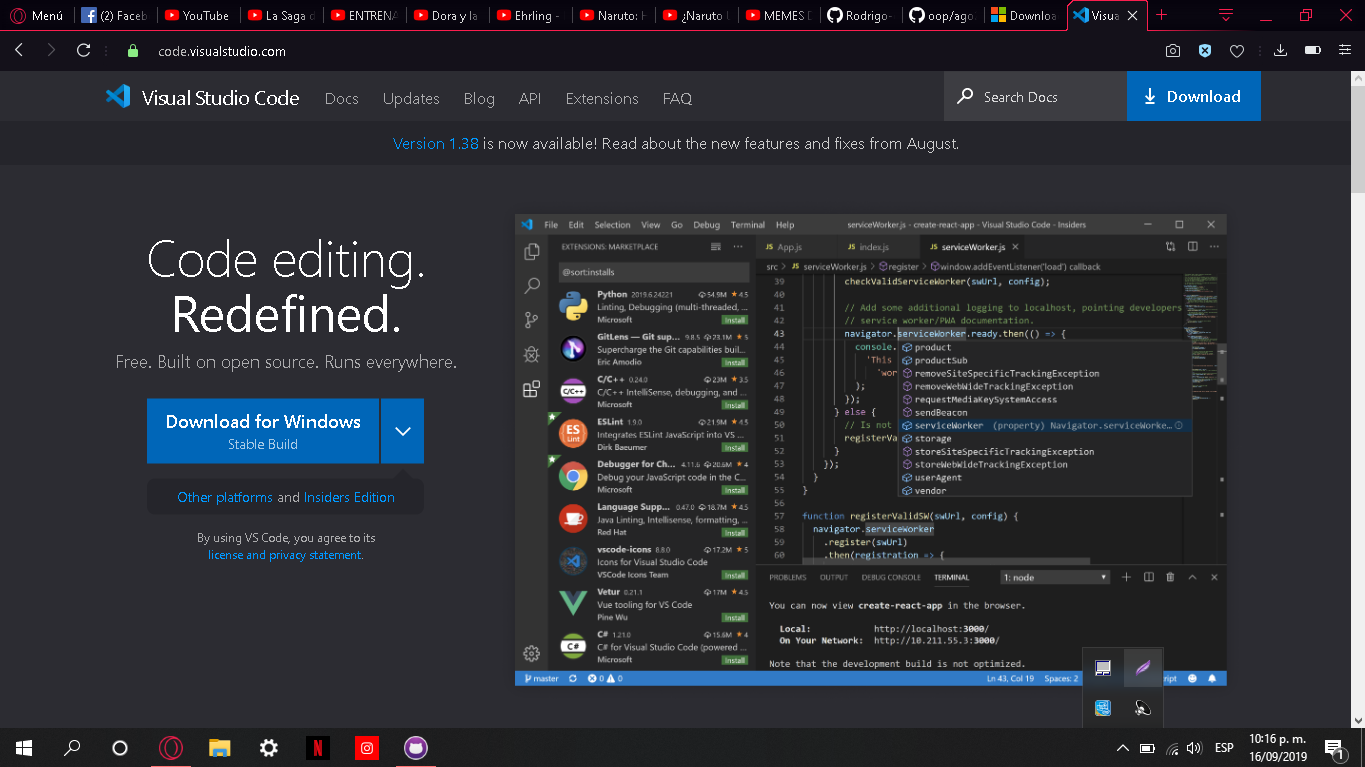 Menú
(2) Faceb
YouTube
La Saga d
ENTRENA
Dora y la
Ehrling -
Naruto: H
¿Naruto L
MEMES D
Rodrigo-
oop/ago
Downloa
Visua
code.visualstudio.com
Visual Studio Code
Docs
Updates
Blog
API
Extensions
FAQ
Search Docs
Download
Version 1.38 is now available! Read about the new features and fixes from August.
Code editing.
Redefined.
Free. Built on open source. Runs everywhere.
Download for Windows
Stable Build
Other platforms and Insiders Edition
By using VS Code, you agree to its
license and privacy statement.
File Edit Selection View Go Debug Terminal Help
serviceWorker.js - create-react-app - Visual Studio Code - Insiders
EXTENSIONS: MARKETPLACE
@sort:installs
Python 2019.6.24221 54.9M 4.5
Linting, Debugging (multi-threaded, ...
Microsoft Install
GitLens — Git sup... 9.8.5 23.1M 5
Supercharge the Git capabilities buil...
Eric Amodio Install
C/C++ 0.24.0 23M 3.5
C/C++ IntelliSense, debugging, and ...
Microsoft Install
ESLint 1.9.0 21.9M 4.5
Integrates ESLint JavaScript into VS ...
Dirk Baeumer Install
Debugger for Ch... 4.11.6 20.6M 4
Debug your JavaScript code in the C...
Microsoft Install
Language Supp... 0.47.0 18.7M 4.5
Java Linting, Intellisense, formatting, ...
Red Hat Install
vscode-icons 8.8.0 17.2M 5
Icons for Visual Studio Code
VSCode Icons Team Install
Vetur 0.21.1 17M 4.5
Vue tooling for VS Code
Pine Wu Install
C# 1.21.0 15.6M 4
C# for Visual Studio Code (powered ...
Microsoft Install
JS App.js
JS index.js
JS serviceWorker.js
src > JS serviceWorker.js > register > window.addEventListener('load') callback
39 checkValidServiceWorker(swUrl, config);
40
41 // Add some additional logging to localhost, pointing developers
42 // service worker/PWA documentation.
43 navigator.serviceWorker.ready.then(() => {
44 console.
45 'This
46 'wor
47 );
48 });
49 } else {
50 // Is not
51 registerVa
52 }
53 });
54 }
55 }
56
57 function registerValidSW(swUrl, config) {
58 navigator.serviceWorker
59 .register(swUrl)
60 .then(registration => {
product
productSub
removeSiteSpecificTrackingException
removeWebWideTrackingException
requestMediaKeySystemAccess
sendBeacon
serviceWorker (property) Navigator.serviceWorke...
storage
storeSiteSpecificTrackingException
storeWebWideTrackingException
userAgent
vendor
PROBLEMS OUTPUT DEBUG CONSOLE TERMINAL 1: node
You can now view create-react-app in the browser.
Local: http://localhost:3000/
On Your Network: http://10.211.55.3:3000/
Note that the development build is not optimized.
master 0 0 Ln 43, Col 19 Spaces: 2 ript
ESP
10:16 p. m.
16/09/2019
1